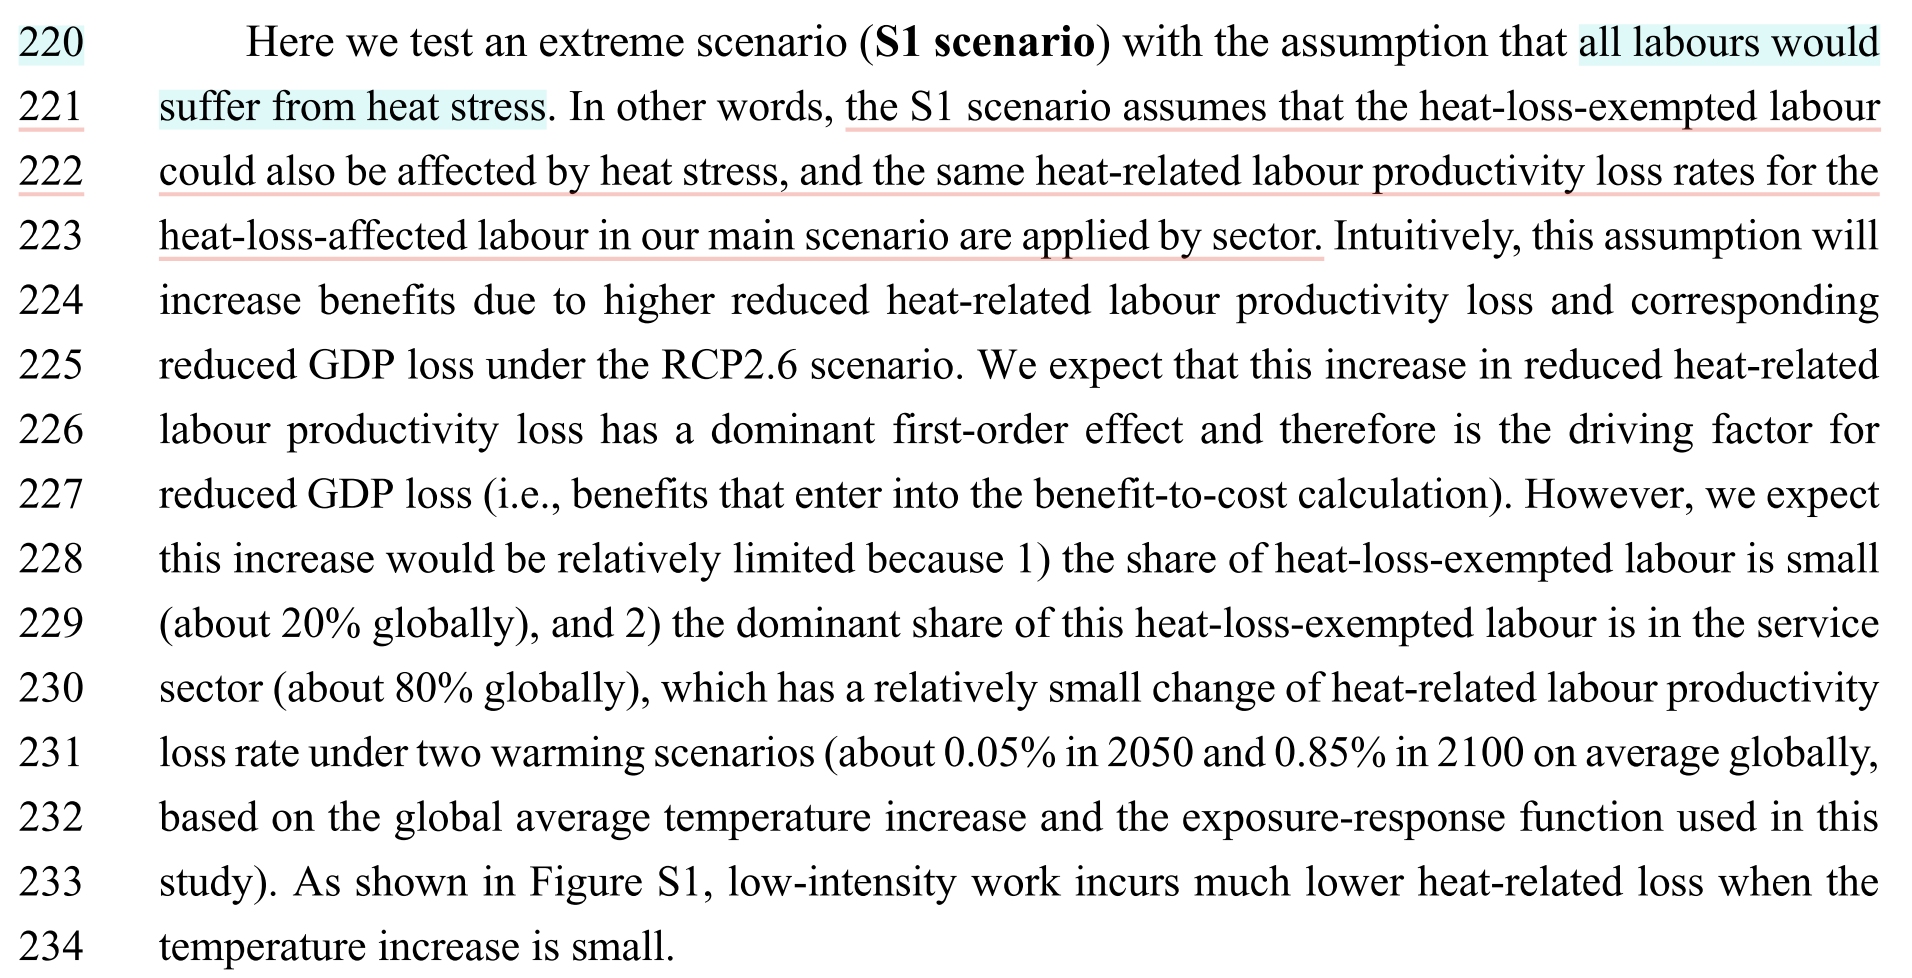 220 Here we test an extreme scenario (S1 scenario) with the assumption that all labours would
221 suffer from heat stress. In other words, the S1 scenario assumes that the heat-loss-exempted labour
222 could also be affected by heat stress, and the same heat-related labour productivity loss rates for the
223 heat-loss-affected labour in our main scenario are applied by sector. Intuitively, this assumption will
224 increase benefits due to higher reduced heat-related labour productivity loss and corresponding
225 reduced GDP loss under the RCP2.6 scenario. We expect that this increase in reduced heat-related
226 labour productivity loss has a dominant first-order effect and therefore is the driving factor for
227 reduced GDP loss (i.e., benefits that enter into the benefit-to-cost calculation). However, we expect
228 this increase would be relatively limited because 1) the share of heat-loss-exempted labour is small
229 (about 20% globally), and 2) the dominant share of this heat-loss-exempted labour is in the service
230 sector (about 80% globally), which has a relatively small change of heat-related labour productivity
231 loss rate under two warming scenarios (about 0.05% in 2050 and 0.85% in 2100 on average globally,
232 based on the global average temperature increase and the exposure-response function used in this
233 study). As shown in Figure S1, low-intensity work incurs much lower heat-related loss when the
234 temperature increase is small.